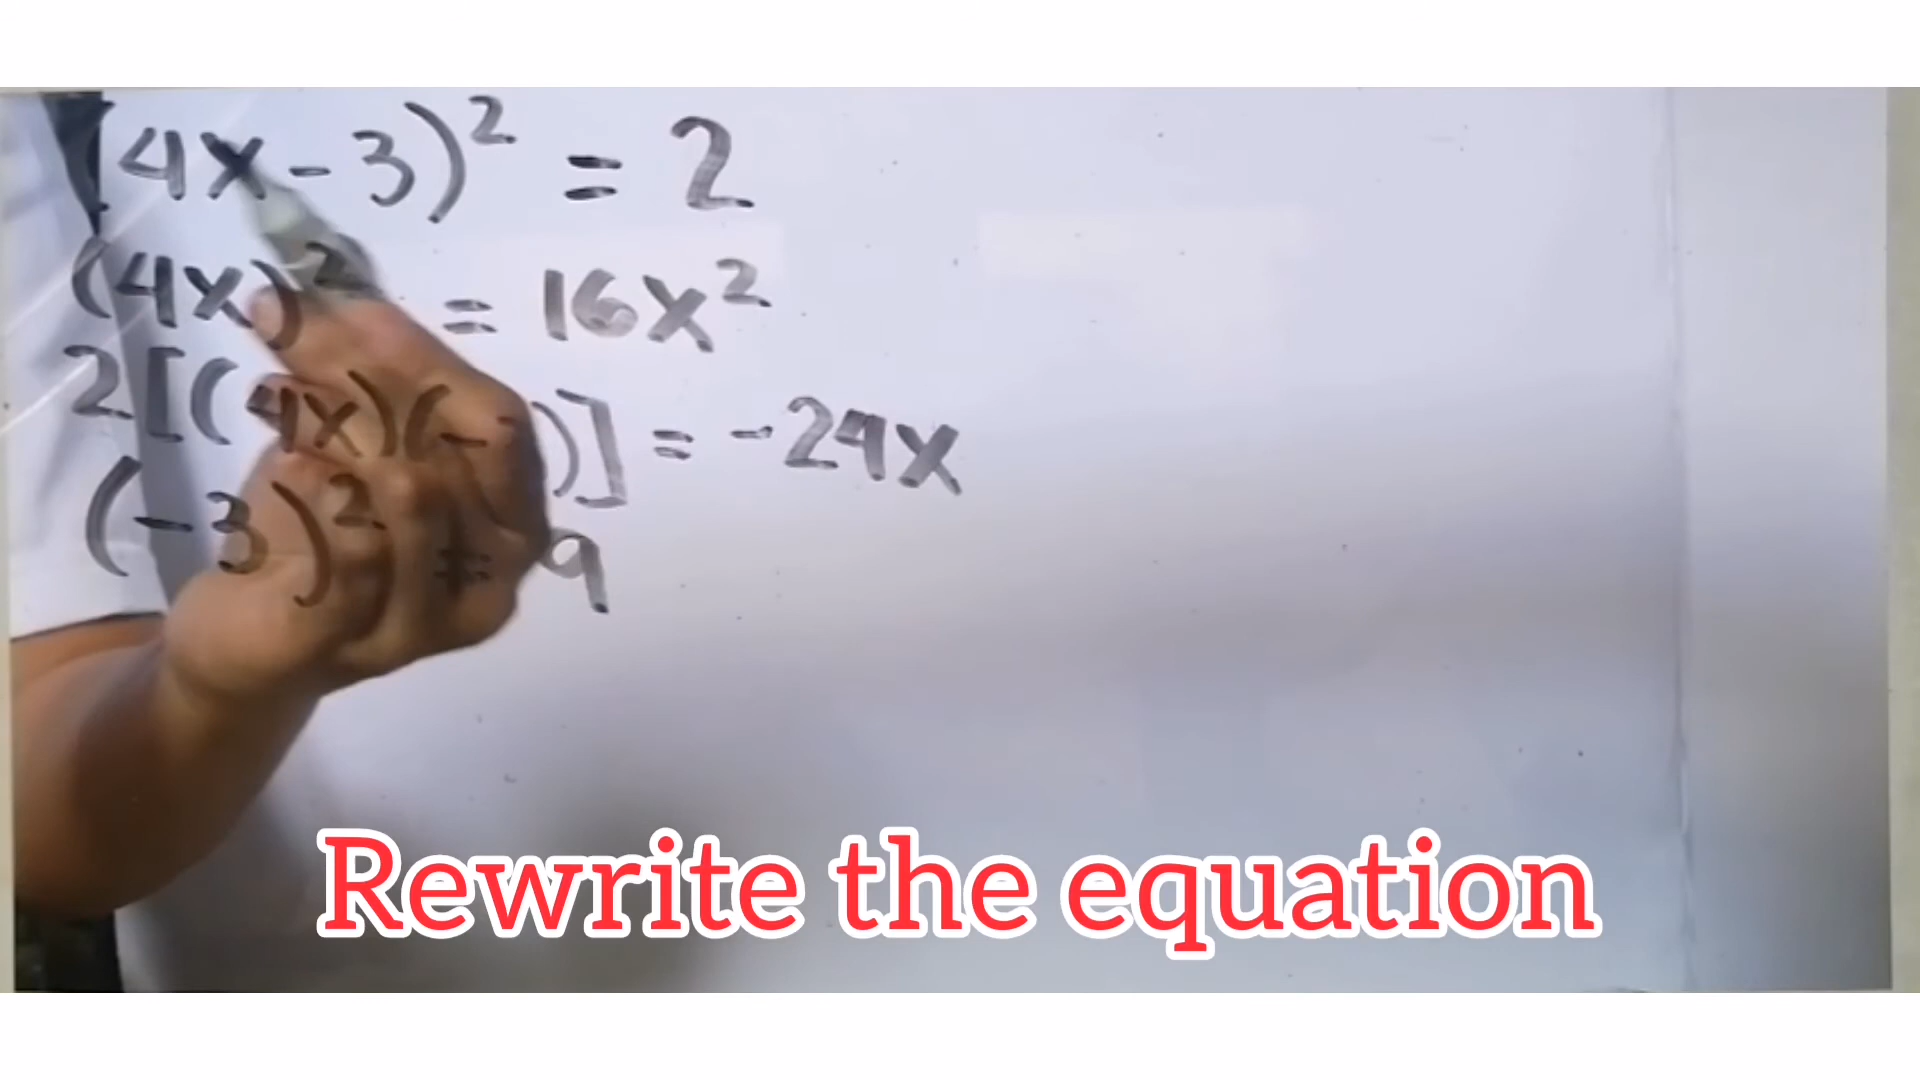 (4x-3)² = 2
(4x)² = 16x²
2[(4x)(-3)] = -24x
(-3)² = 9
Rewrite the equation